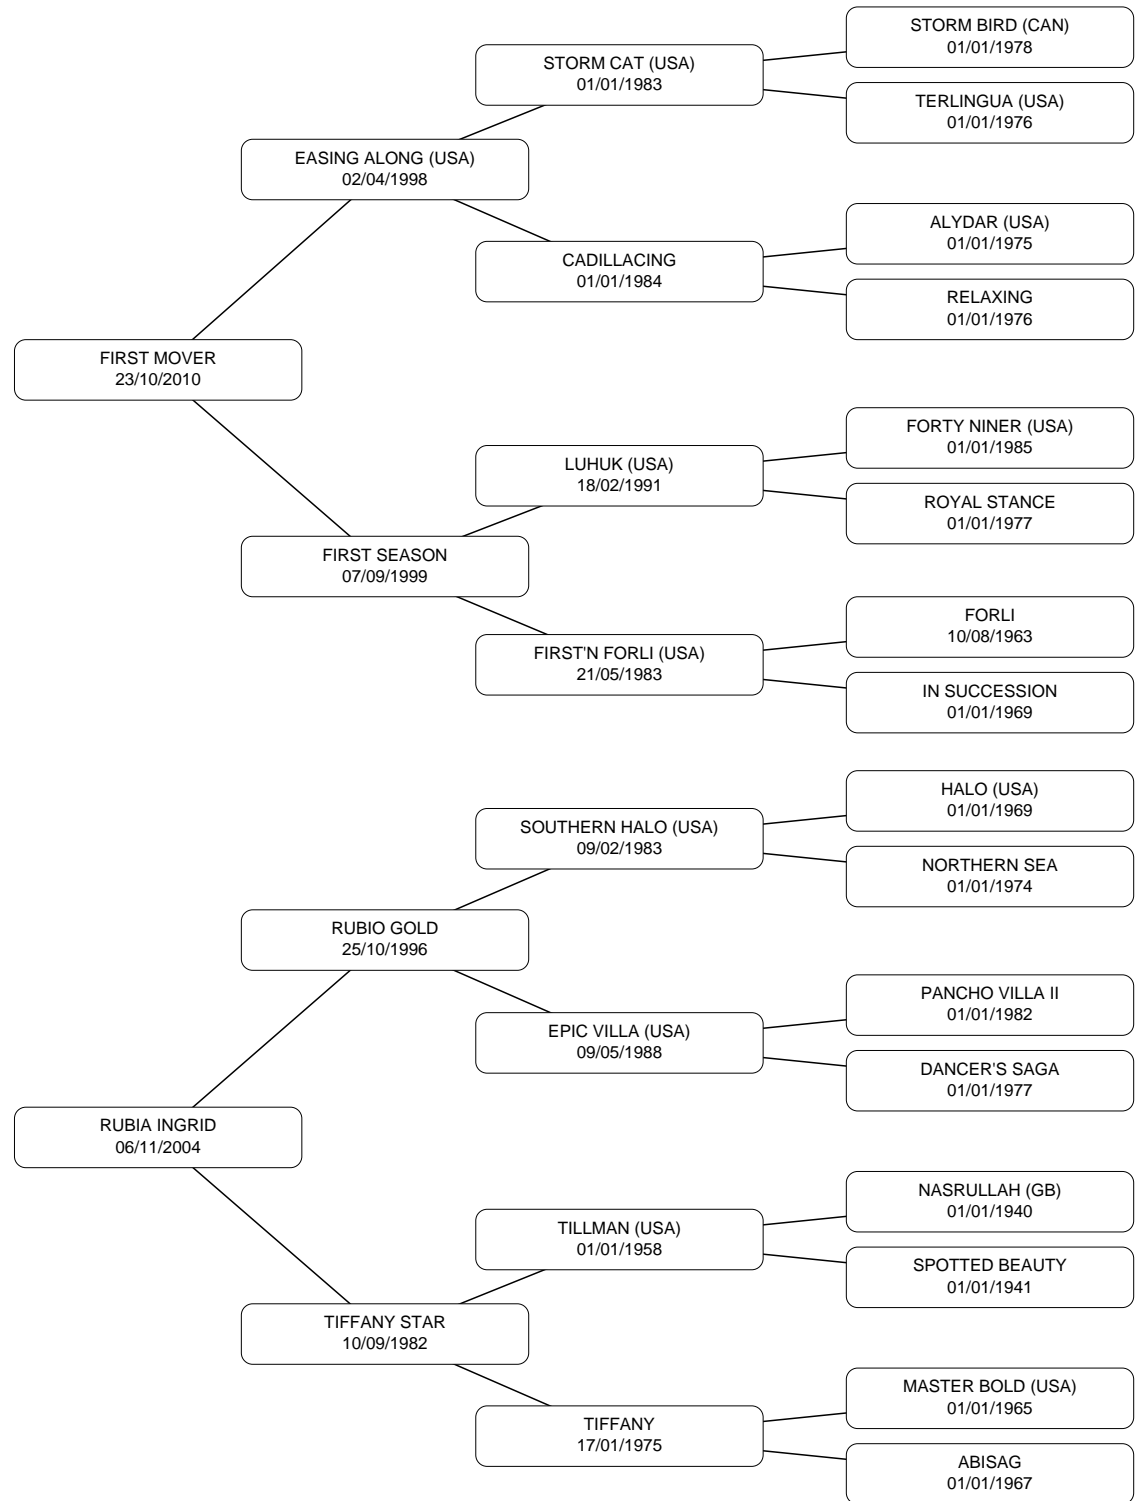 STORM BIRD (CAN)
01/01/1978
STORM CAT (USA)
01/01/1983
TERLINGUA (USA)
01/01/1976
EASING ALONG (USA)
02/04/1998
ALYDAR (USA)
01/01/1975
CADILLACING
01/01/1984
RELAXING
01/01/1976
FIRST MOVER
23/10/2010
FORTY NINER (USA)
01/01/1985
LUHUK (USA)
18/02/1991
ROYAL STANCE
01/01/1977
FIRST SEASON
07/09/1999
FORLI
10/08/1963
FIRST'N FORLI (USA)
21/05/1983
IN SUCCESSION
01/01/1969
HALO (USA)
01/01/1969
SOUTHERN HALO (USA)
09/02/1983
NORTHERN SEA
01/01/1974
RUBIO GOLD
25/10/1996
PANCHO VILLA II
01/01/1982
EPIC VILLA (USA)
09/05/1988
DANCER'S SAGA
01/01/1977
RUBIA INGRID
06/11/2004
NASRULLAH (GB)
01/01/1940
TILLMAN (USA)
01/01/1958
SPOTTED BEAUTY
01/01/1941
TIFFANY STAR
10/09/1982
MASTER BOLD (USA)
01/01/1965
TIFFANY
17/01/1975
ABISAG
01/01/1967